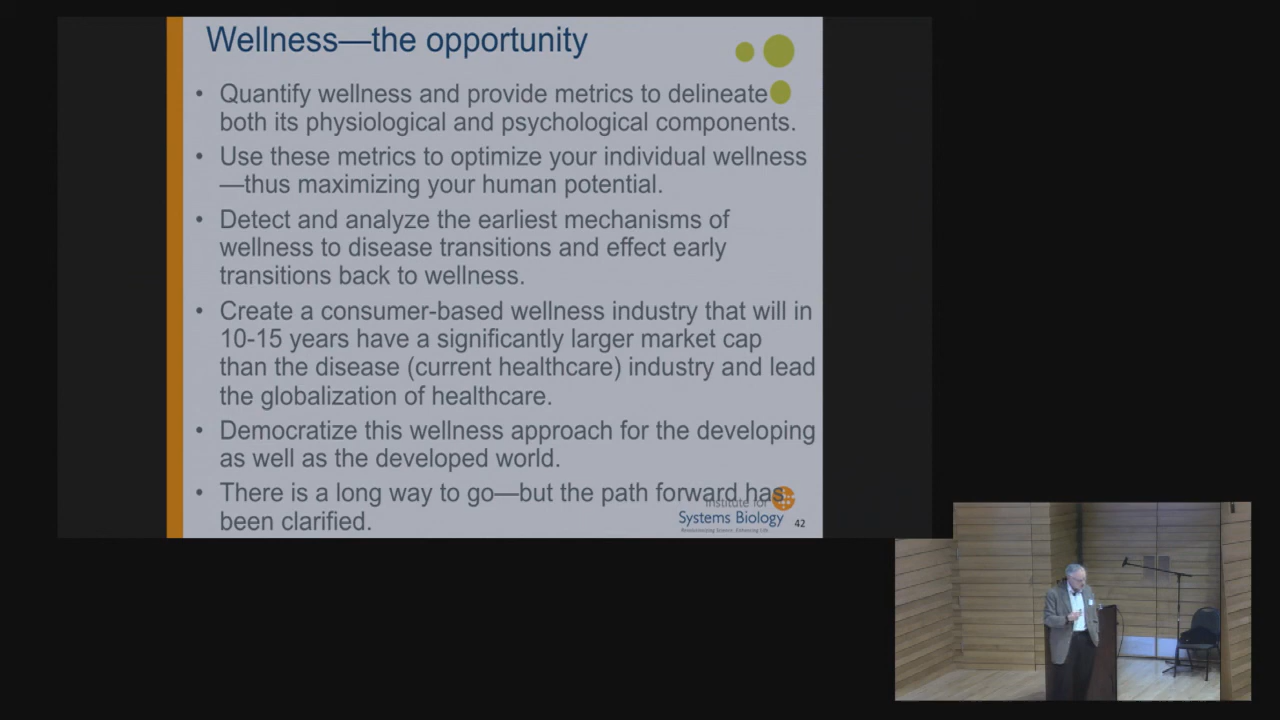 Wellness—the opportunity
• Quantify wellness and provide metrics to delineate
both its physiological and psychological components.
• Use these metrics to optimize your individual wellness
—thus maximizing your human potential.
• Detect and analyze the earliest mechanisms of
wellness to disease transitions and effect early
transitions back to wellness.
• Create a consumer-based wellness industry that will in
10-15 years have a significantly larger market cap
than the disease (current healthcare) industry and lead
the globalization of healthcare.
• Democratize this wellness approach for the developing
as well as the developed world.
• There is a long way to go—but the path forward has
been clarified.
Institute for
Systems Biology
Revolutionizing Science. Enhancing Life.
42